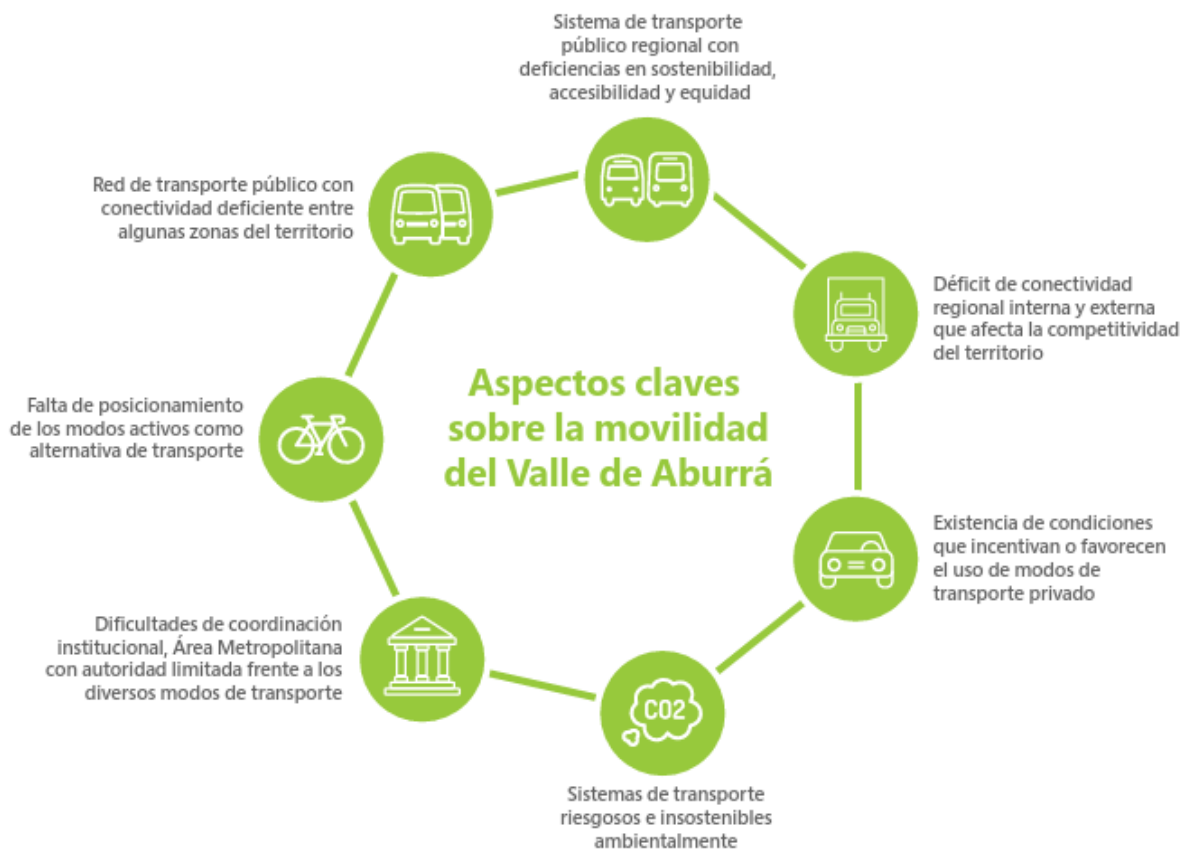 Sistema de transporte
público regional con
deficiencias en sostenibilidad,
accesibilidad y equidad
Red de transporte público con
conectividad deficiente entre
algunas zonas del territorio
Déficit de conectividad
regional interna y externa
que afecta la competitividad
del territorio
Aspectos claves
sobre la movilidad
del Valle de Aburrá
Falta de posicionamiento
de los modos activos como
alternativa de transporte
Existencia de condiciones
que incentivan o favorecen
el uso de modos de
transporte privado
Dificultades de coordinación
institucional, Área Metropolitana
con autoridad limitada frente a los
diversos modos de transporte
CO2
Sistemas de transporte
riesgosos e insostenibles
ambientalmente